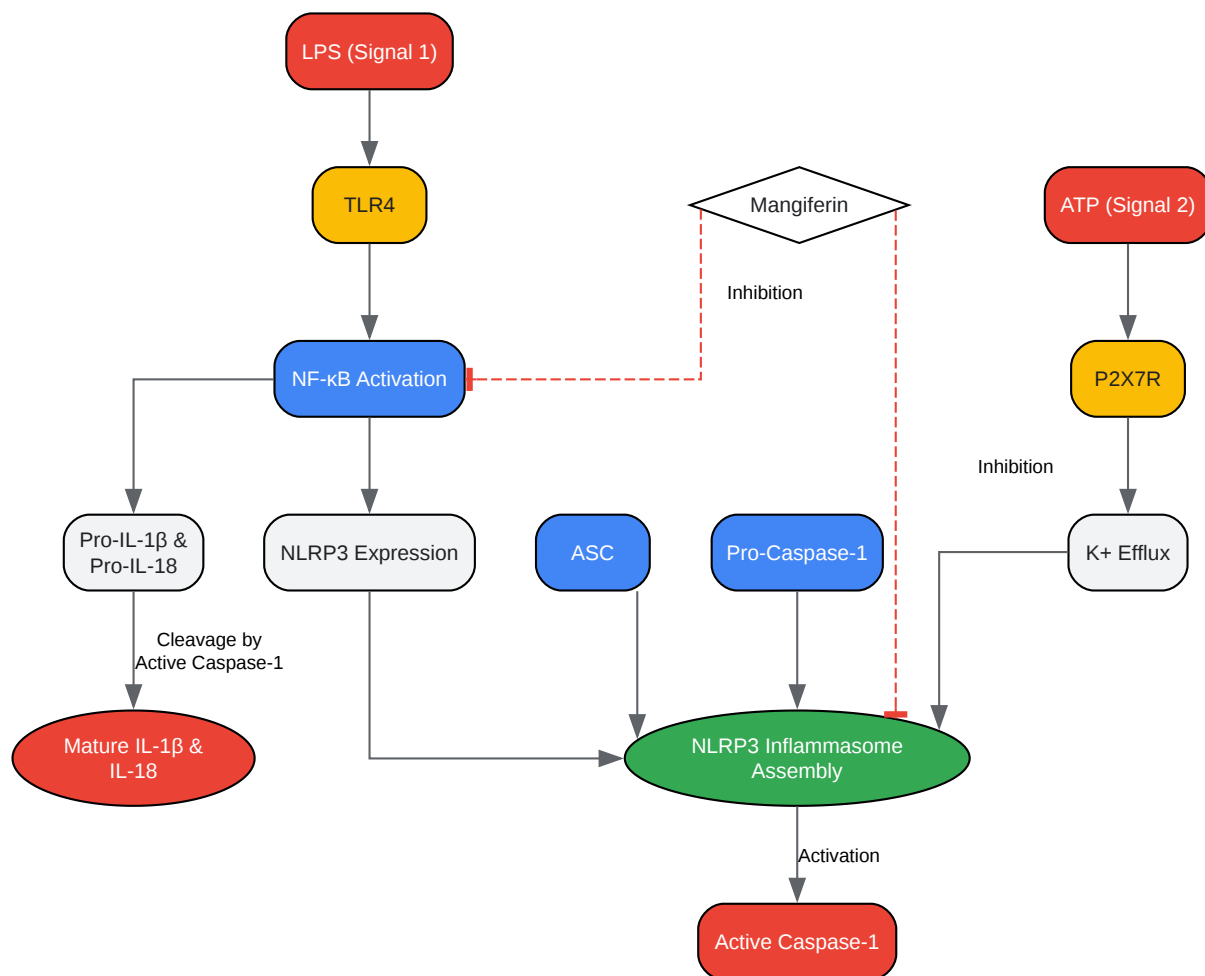 LPS (Signal 1)
TLR4
Mangiferin
ATP (Signal 2)
Inhibition
NF-κB Activation
P2X7R
Inhibition
Pro-IL-1β &
Pro-IL-18
NLRP3 Expression
ASC
Pro-Caspase-1
K+ Efflux
Cleavage by
Active Caspase-1
Mature IL-1β &
IL-18
NLRP3 Inflammasome
Assembly
Activation
Active Caspase-1